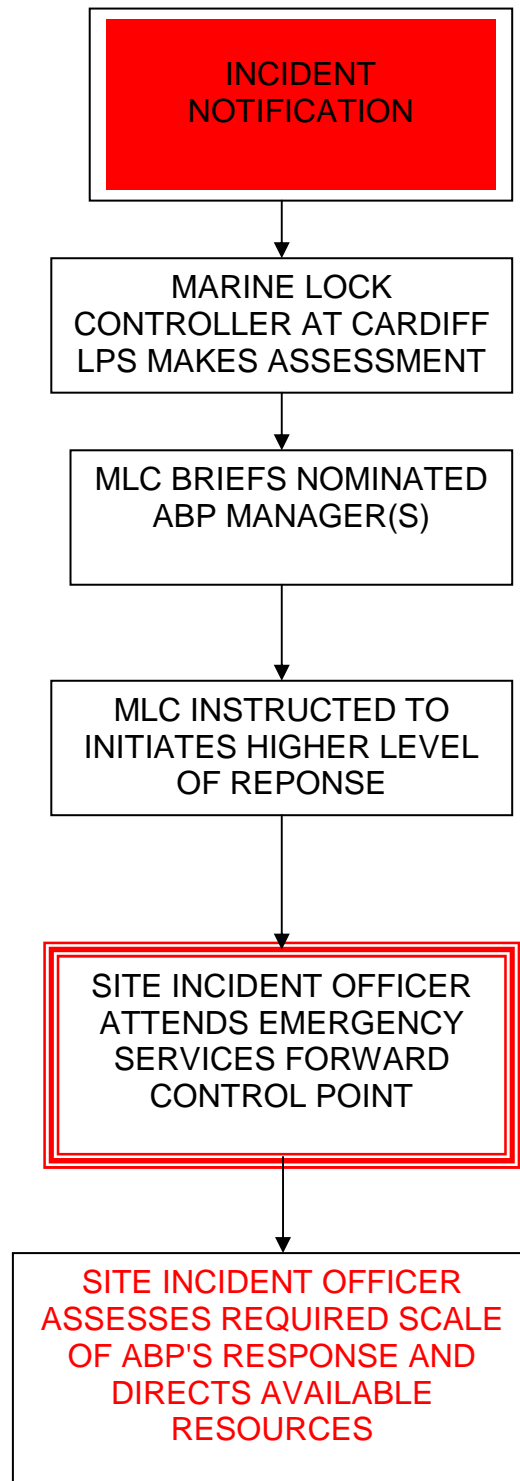 INCIDENT
NOTIFICATION
MARINE LOCK
CONTROLLER AT CARDIFF
LPS MAKES ASSESSMENT
MLC BRIEFS NOMINATED
ABP MANAGER(S)
MLC INSTRUCTED TO
INITIATES HIGHER LEVEL
OF REPONSE
SITE INCIDENT OFFICER
ATTENDS EMERGENCY
SERVICES FORWARD
CONTROL POINT
SITE INCIDENT OFFICER
ASSESSES REQUIRED SCALE
OF ABP'S RESPONSE AND
DIRECTS AVAILABLE
RESOURCES